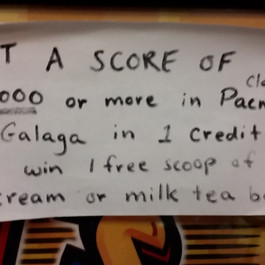 T A SCORE OF
Cla
000 or more in Pacm
Galaga in 1 Credit
win 1 free scoop of
cream or milk tea b